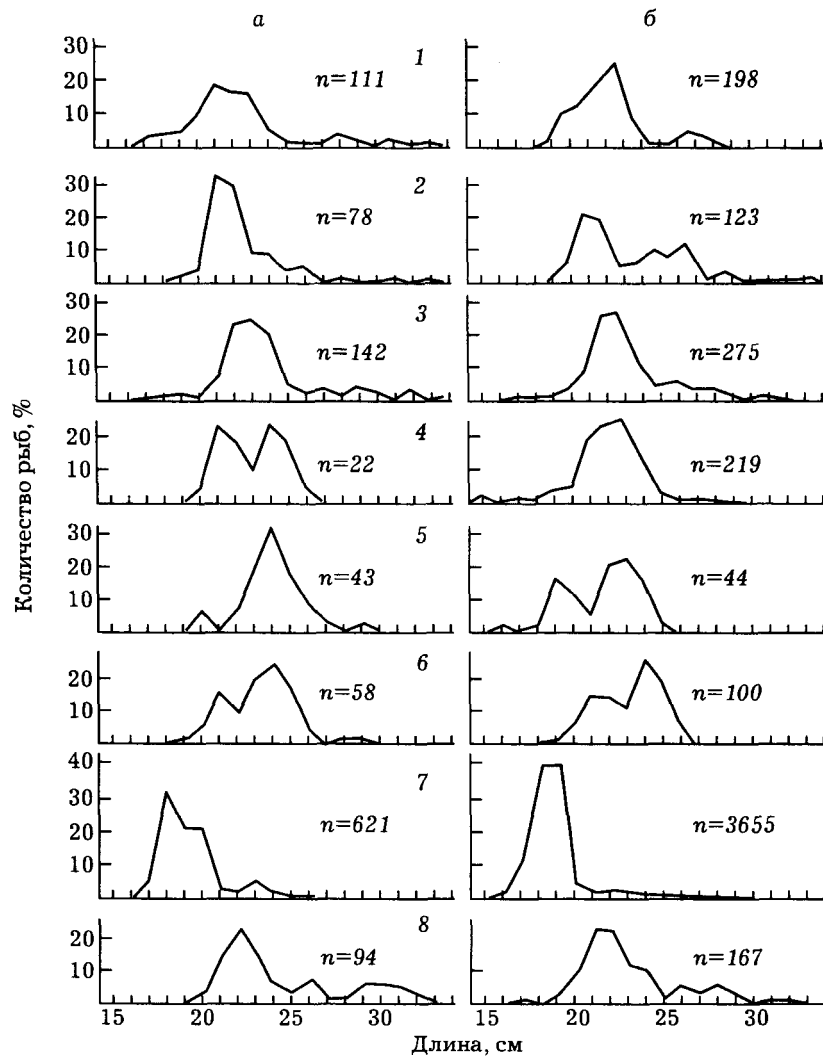 а б
30 1
20 n=111 n=198
10
30 2
20 n=78 n=123
10
30 3
20 n=142 n=275
10
20 4
10 n=22 n=219
30 5
20 n=43 n=44
10
20 6
10 n=58 n=100
40 7
30
20 n=621 n=3655
10
20 8
10 n=94 n=167
15 20 25 30 15 20 25 30
Длина, см
Количество рыб, %